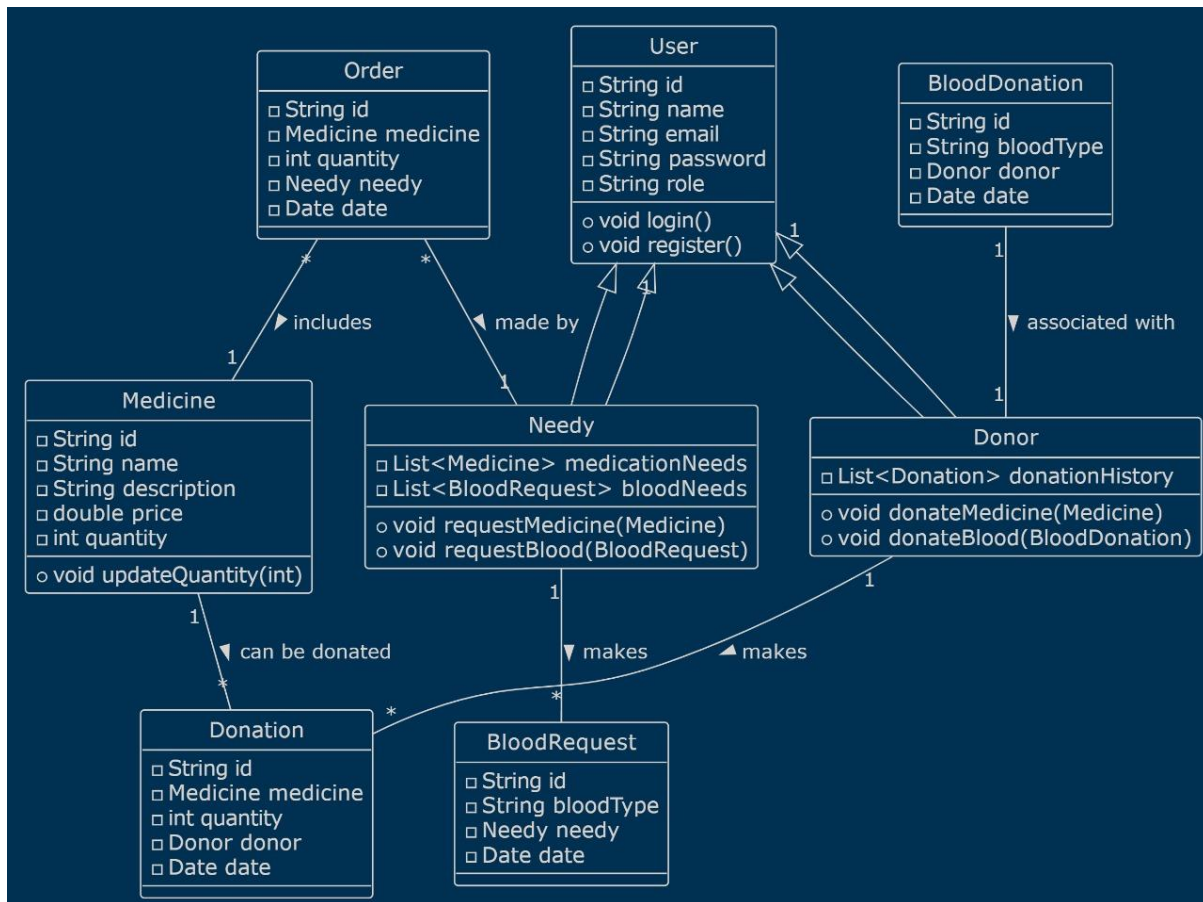 Order
String id
Medicine medicine
int quantity
Needy needy
Date date
User
String id
String name
String email
String password
String role
void login()
void register()
BloodDonation
String id
String bloodType
Donor donor
Date date
*
*
1
1
1
includes
made by
associated with
1
1
1
Medicine
String id
String name
String description
double price
int quantity
void updateQuantity(int)
Needy
List<Medicine> medicationNeeds
List<BloodRequest> bloodNeeds
void requestMedicine(Medicine)
void requestBlood(BloodRequest)
Donor
List<Donation> donationHistory
void donateMedicine(Medicine)
void donateBlood(BloodDonation)
1
1
1
can be donated
makes
makes
*
*
*
Donation
String id
Medicine medicine
int quantity
Donor donor
Date date
BloodRequest
String id
String bloodType
Needy needy
Date date